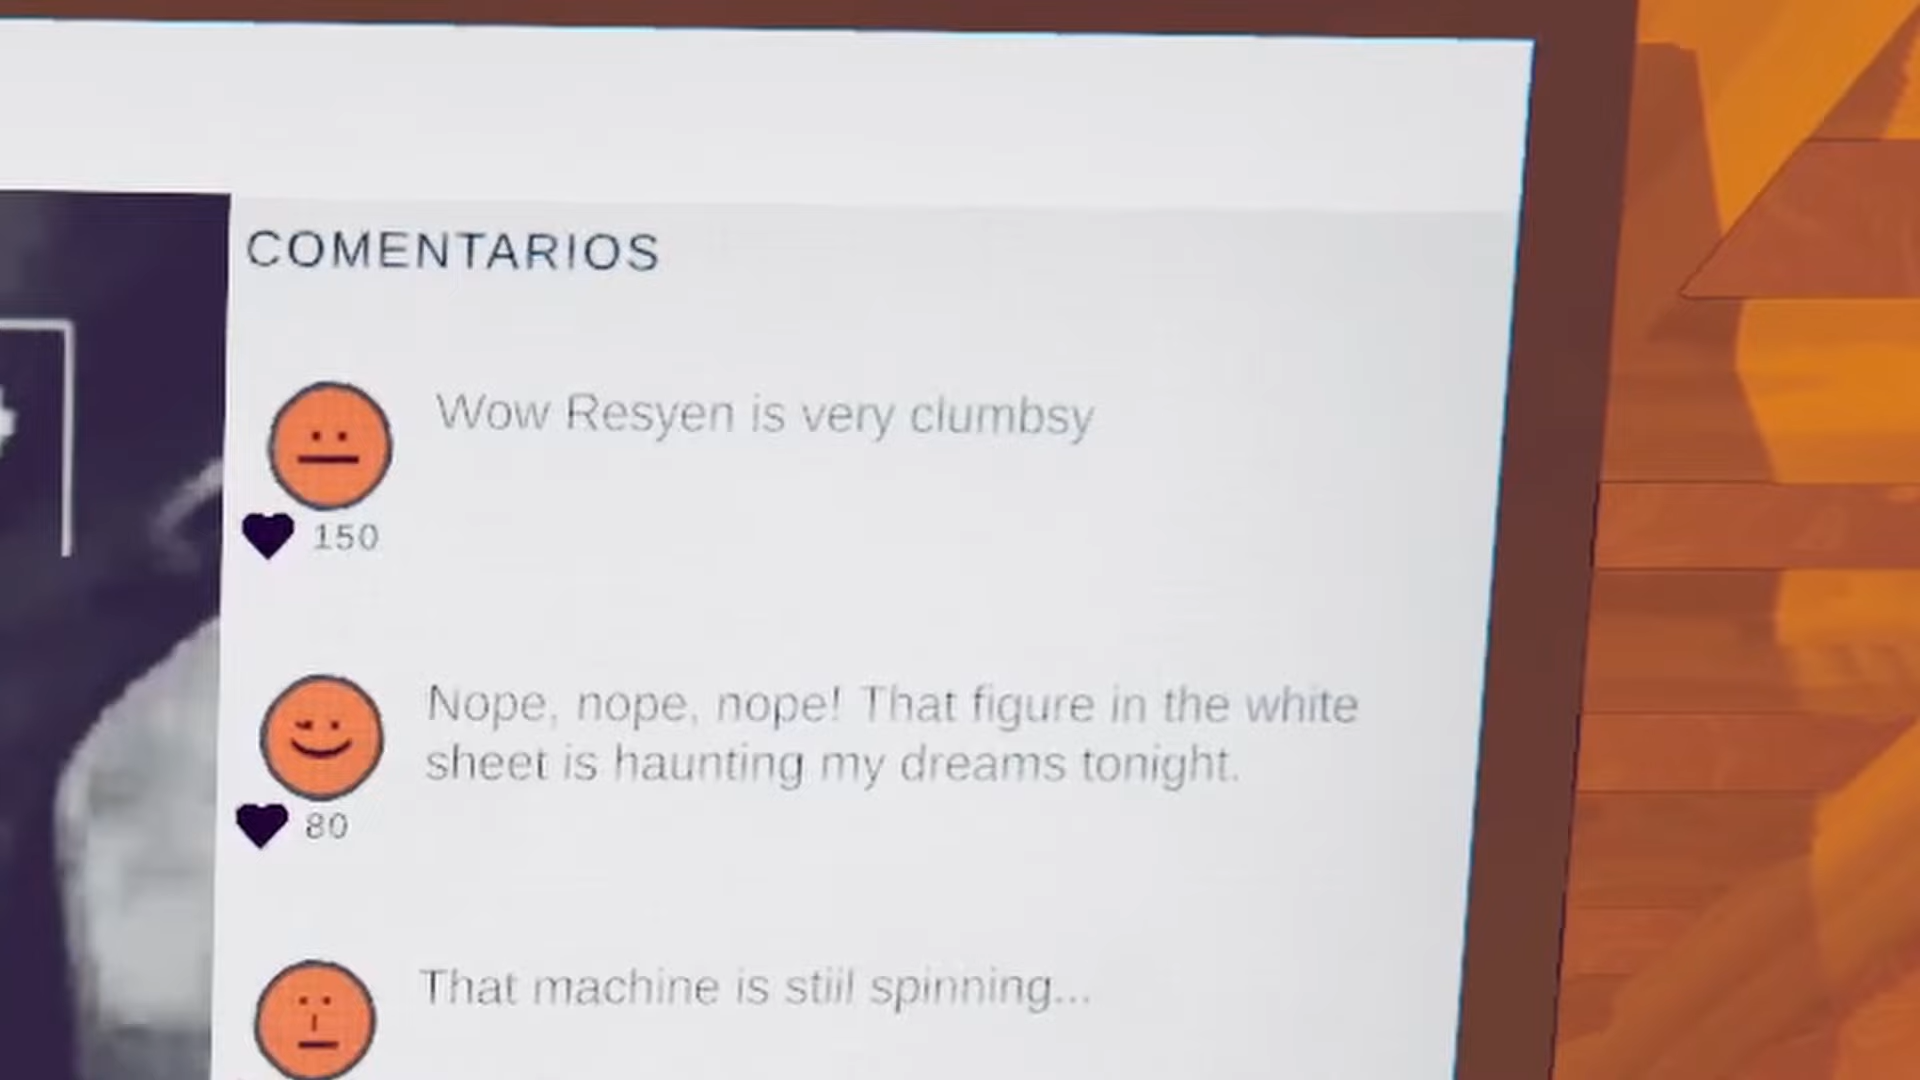 COMENTARIOS
Wow Resyen is very clumbsy
150
Nope, nope, nope! That figure in the white
sheet is haunting my dreams tonight.
80
That machine is stiil spinning...